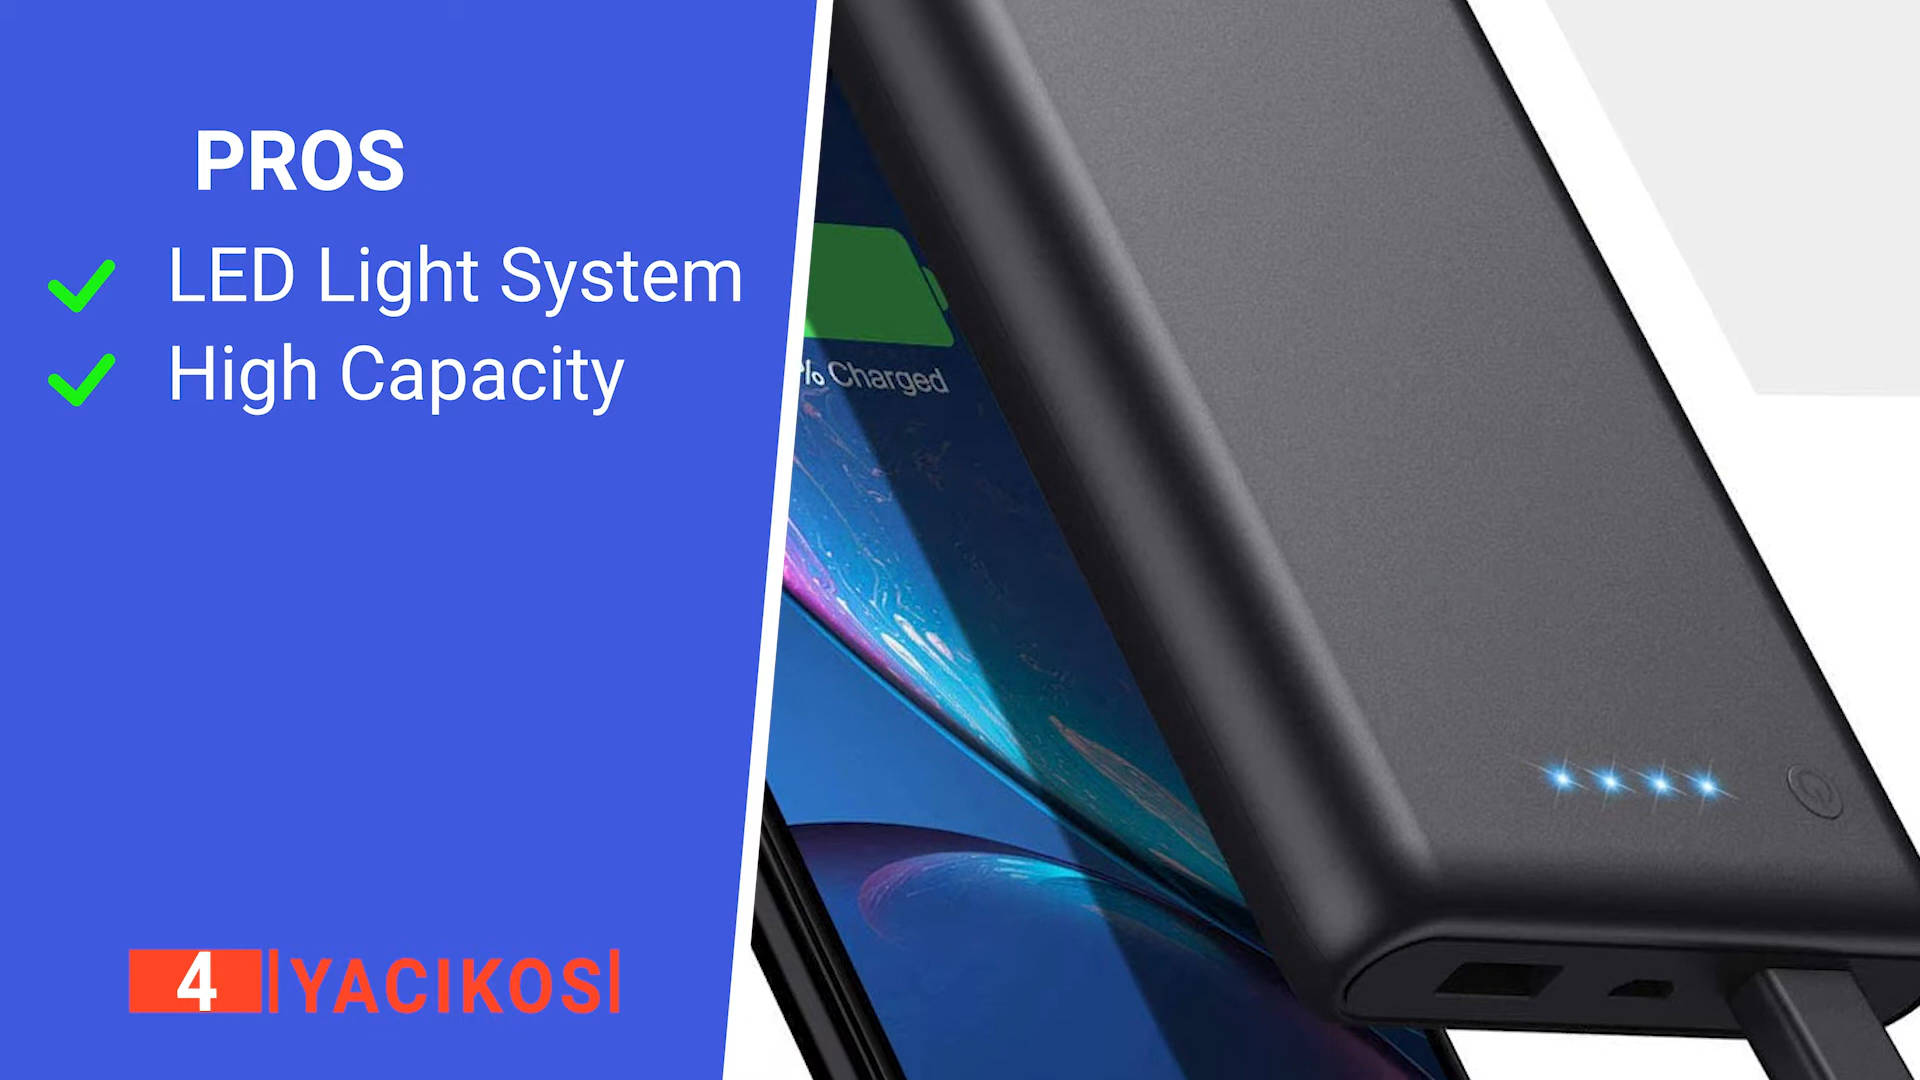 PROS
LED Light System
High Capacity
% Charged
4 YACIKOS